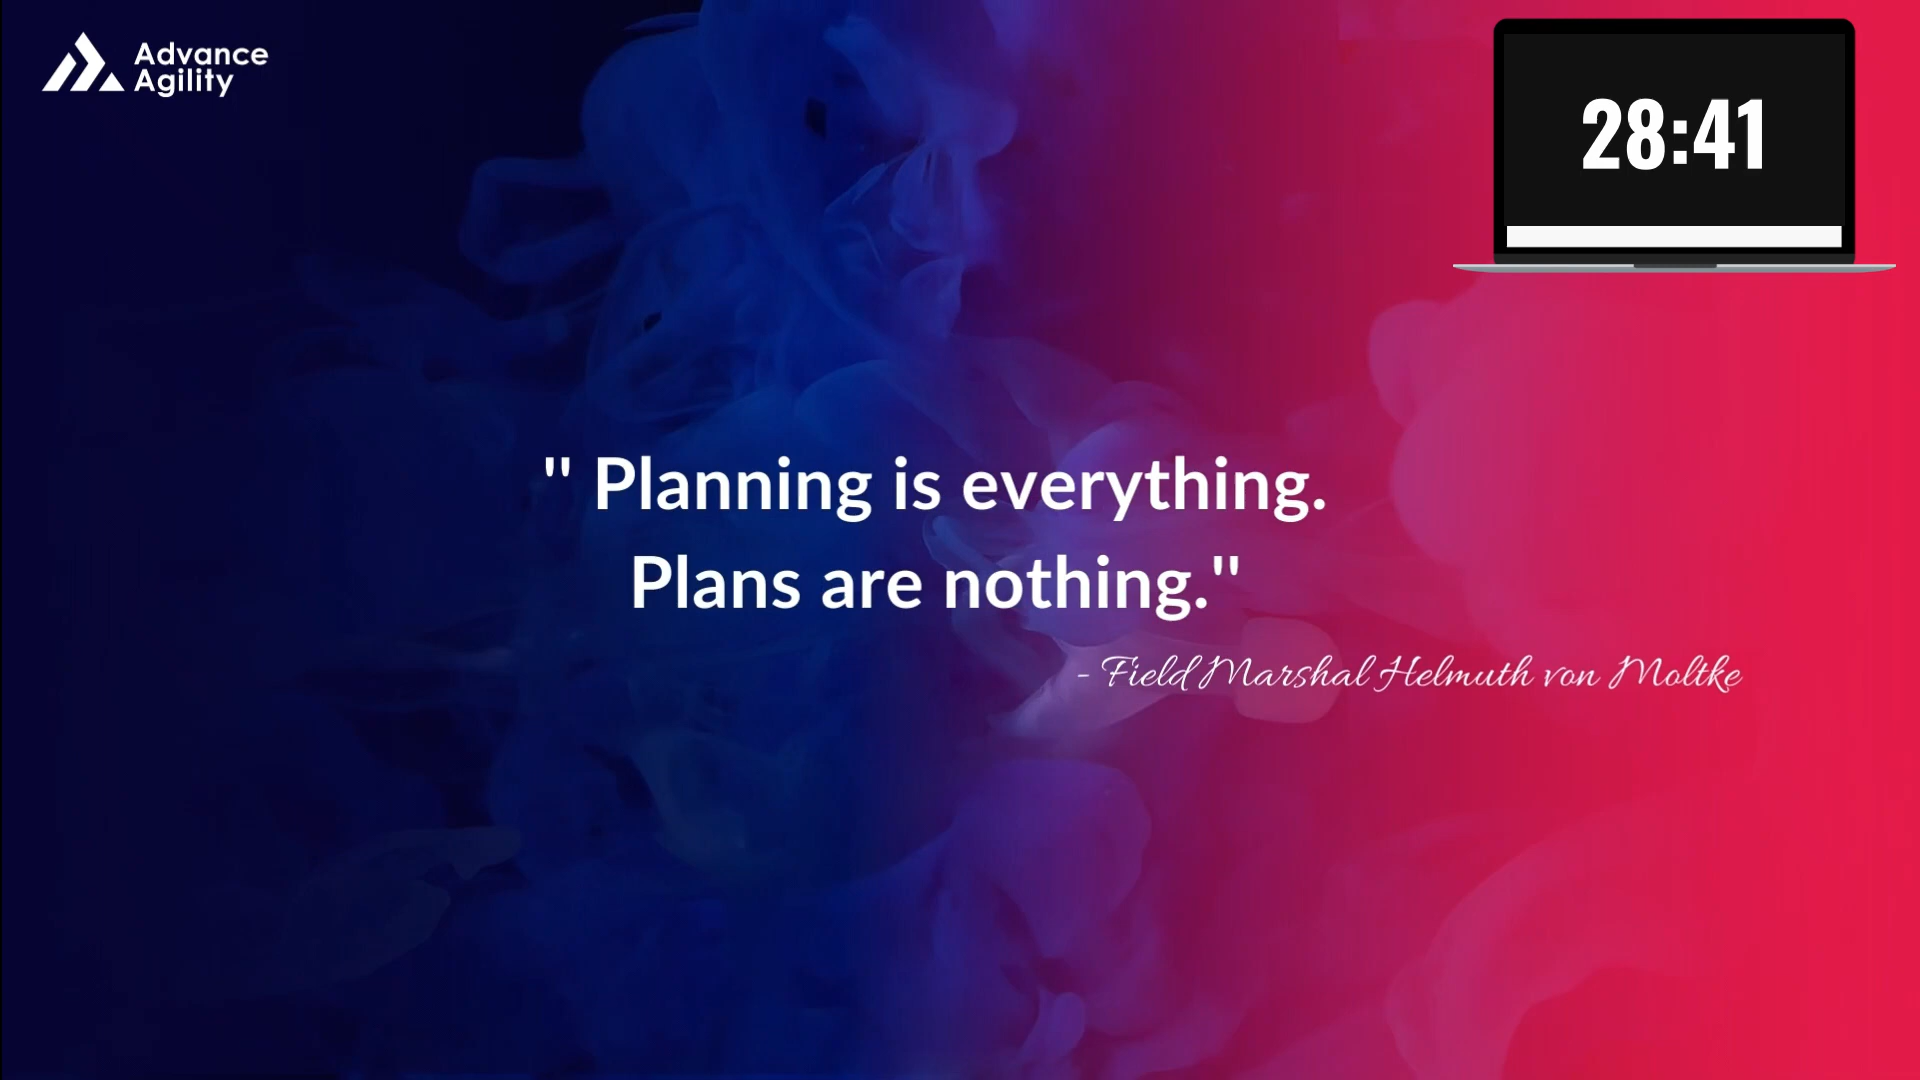 Advance
Agility
28:41
" Planning is everything.
Plans are nothing."
- Field Marshal Helmuth von Moltke